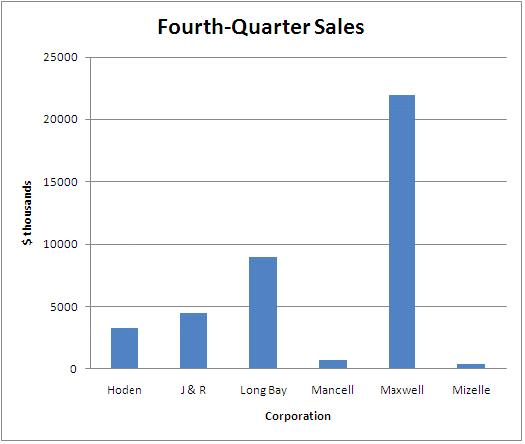 Fourth-Quarter Sales
25000
20000
15000
10000
5000
0
$ thousands
Hoden J & R Long Bay Mancell Maxwell Mizelle
Corporation